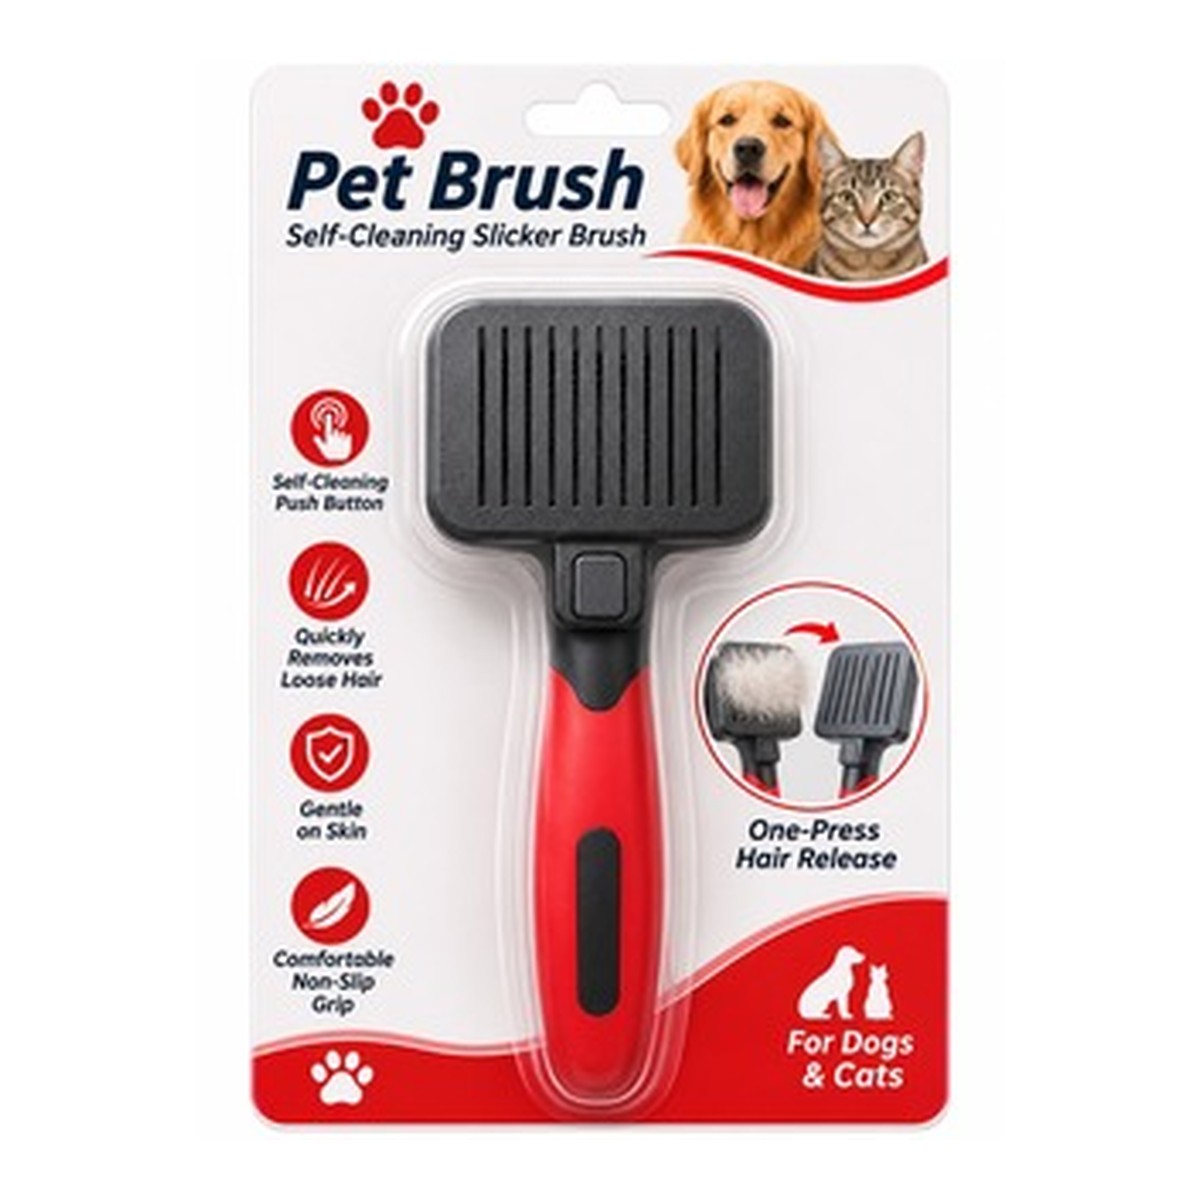 Pet Brush
Self-Cleaning Slicker Brush
Self-Cleaning
Push Button
Quickly
Removes
Loose Hair
Gentle
on Skin
Comfortable
Non-Slip
Grip
One-Press
Hair Release
For Dogs
& Cats